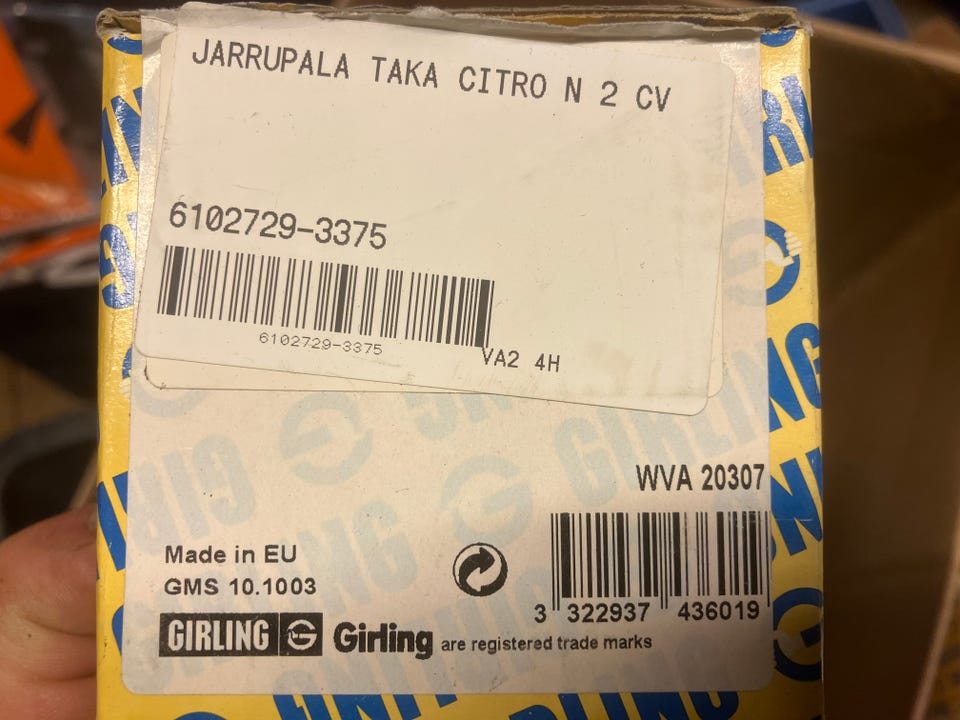 JARRUPALA TAKA CITRO N 2 CV
6102729-3375
6102729-3375
VA2 4H
WVA 20307
Made in EU
GMS 10.1003
3 322937 436019
GIRLING Girling are registered trade marks